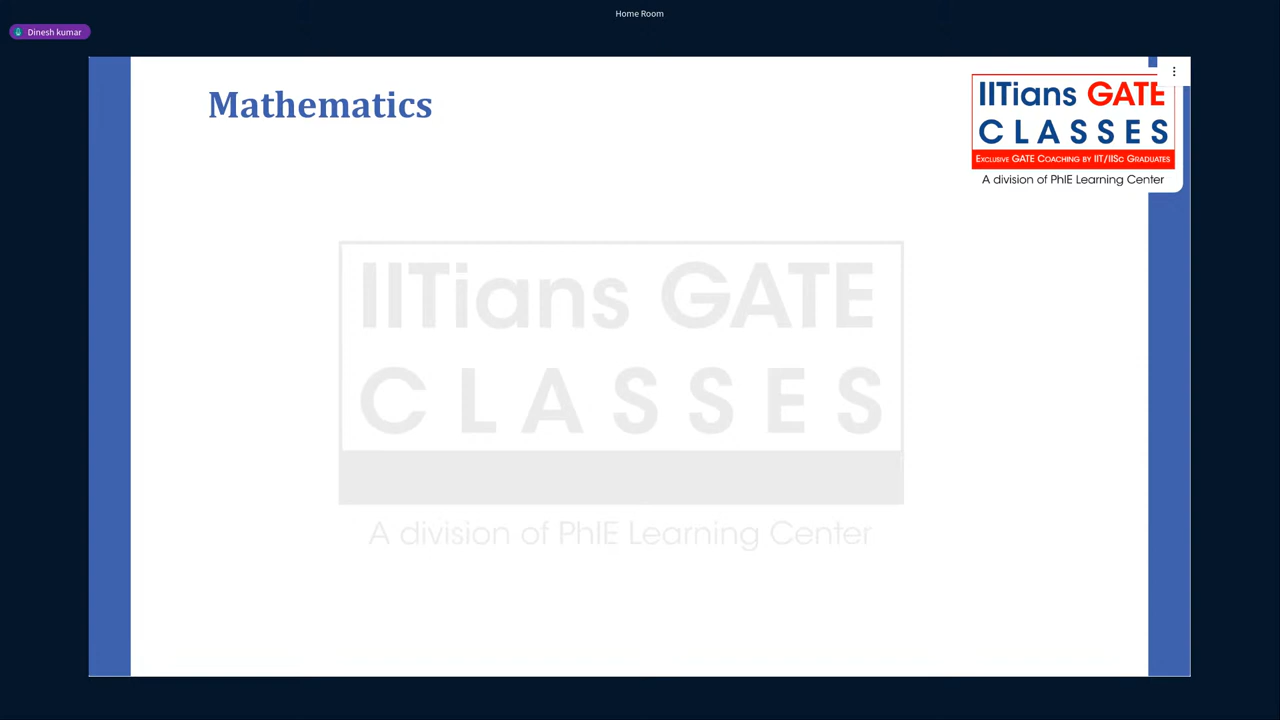 Home Room
Dinesh kumar
Mathematics
IITians GATE
CLASSES
EXCLUSIVE GATE COACHING BY IIT/IISC GRADUATES
A division of PhIE Learning Center
IITians GATE
CLASSES
A division of PhIE Learning Center